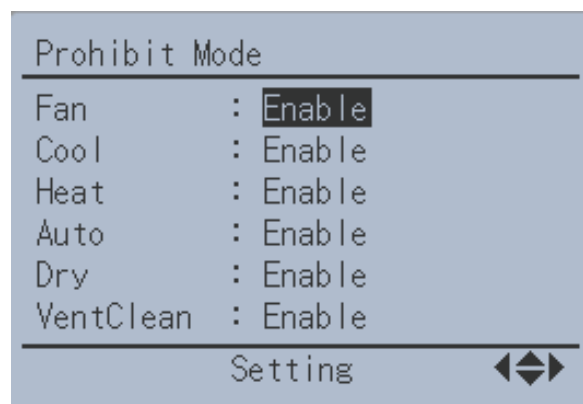 Prohibit Mode
Fan : Enable
Cool : Enable
Heat : Enable
Auto : Enable
Dry : Enable
VentClean : Enable
Setting